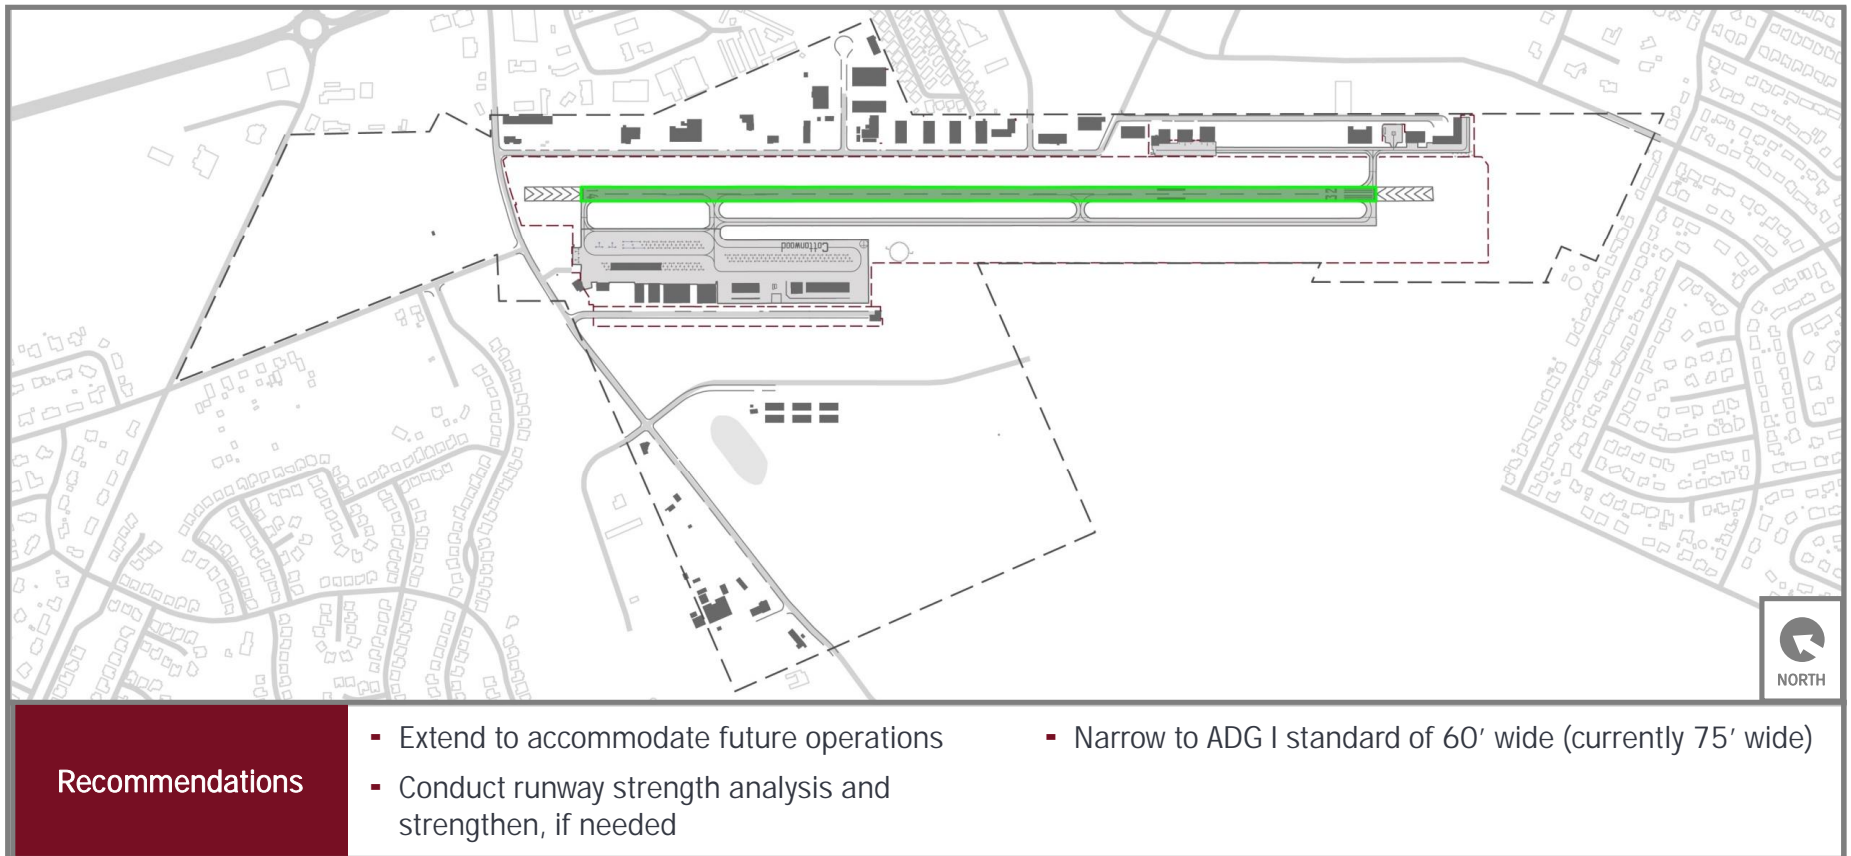 32
Cottonwood
NORTH
Recommendations
- Extend to accommodate future operations
- Conduct runway strength analysis and
strengthen, if needed
- Narrow to ADG I standard of 60’ wide (currently 75’ wide)